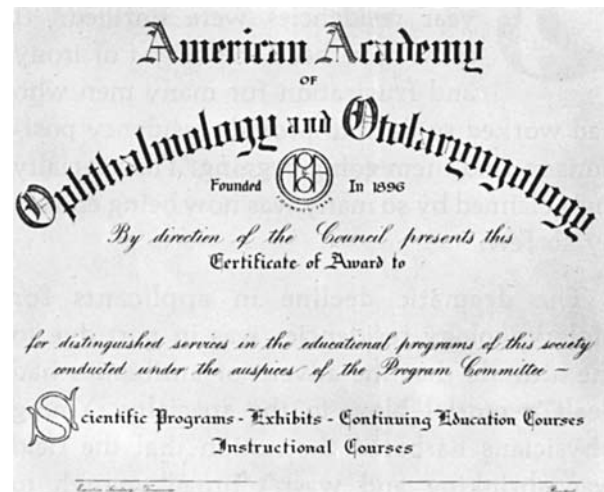 American Academy
OF
Ophthalmology and Otolaryngology
Founded In 1896
By direction of the Council presents this
Certificate of Award to
for distinguished services in the educational programs of this society
conducted under the auspices of the Program Committee –
Scientific Programs - Exhibits - Continuing Education Courses
Instructional Courses